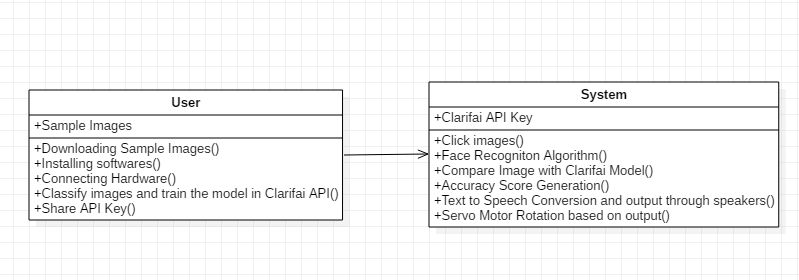 User
+Sample Images
+Downloading Sample Images()
+Installing softwares()
+Connecting Hardware()
+Classify images and train the model in Clarifai API()
+Share API Key()
System
+Clarifai API Key
+Click images()
+Face Recogniton Algorithm()
+Compare Image with Clarifai Model()
+Accuracy Score Generation()
+Text to Speech Conversion and output through speakers()
+Servo Motor Rotation based on output()